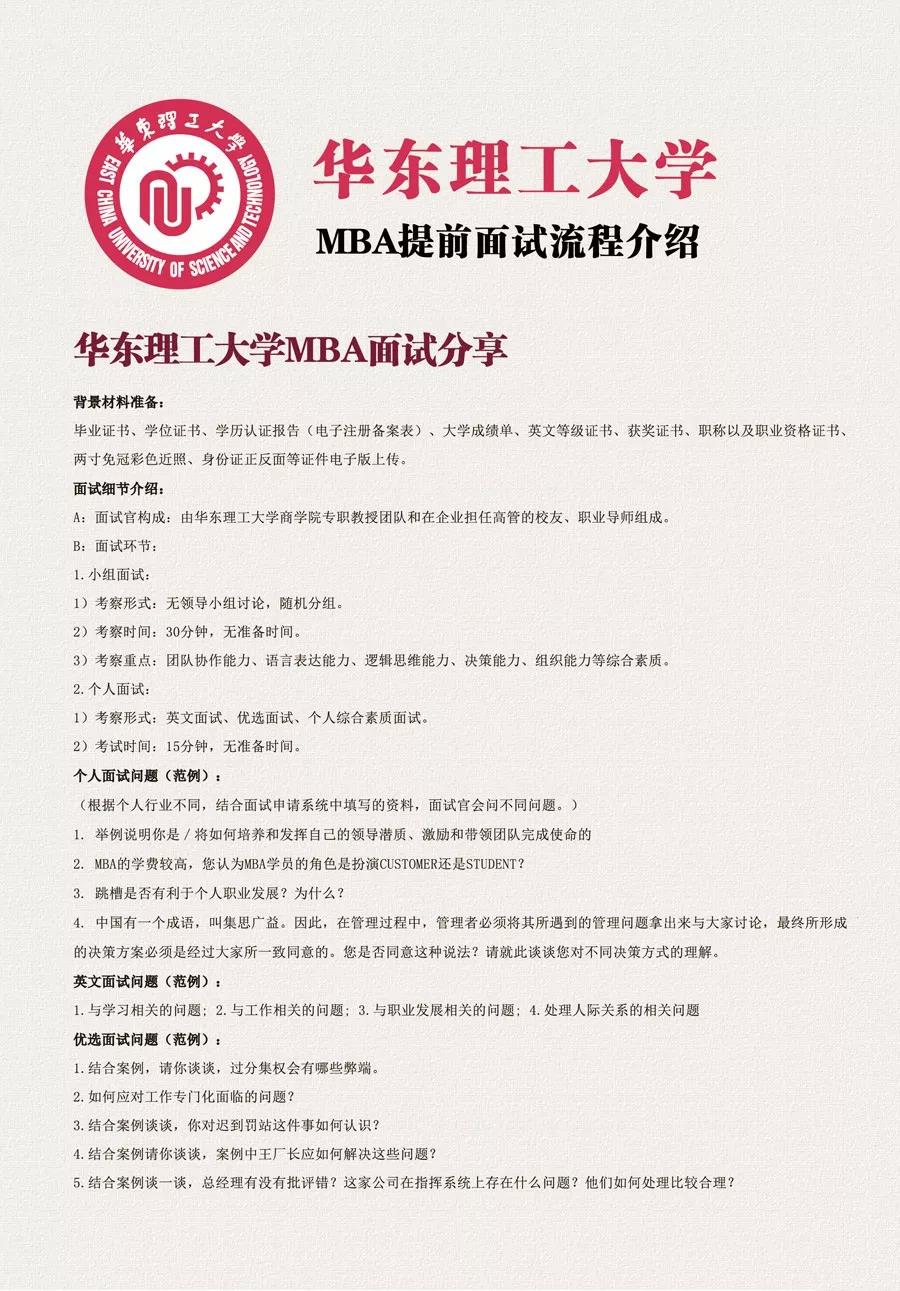 華東理工大学
EAST CHINA UNIVERSITY OF SCIENCE AND TECHNOLOGY
华东理工大学
MBA提前面试流程介绍
华东理工大学MBA面试分享
背景材料准备：
毕业证书、学位证书、学历认证报告（电子注册备案表）、大学成绩单、英文等级证书、获奖证书、职称以及职业资格证书、
两寸免冠彩色近照、身份证正反面等证件电子版上传。
面试细节介绍：
A：面试官构成：由华东理工大学商学院专职教授团队和在企业担任高管的校友、职业导师组成。
B：面试环节：
1.小组面试：
1）考察形式：无领导小组讨论，随机分组。
2）考察时间：30分钟，无准备时间。
3）考察重点：团队协作能力、语言表达能力、逻辑思维能力、决策能力、组织能力等综合素质。
2.个人面试：
1）考察形式：英文面试、优选面试、个人综合素质面试。
2）考试时间：15分钟，无准备时间。
个人面试问题（范例）：
（根据个人行业不同，结合面试申请系统中填写的资料，面试官会问不同问题。）
1. 举例说明你是／将如何培养和发挥自己的领导潜质、激励和带领团队完成使命的
2. MBA的学费较高，您认为MBA学员的角色是扮演CUSTOMER还是STUDENT？
3. 跳槽是否有利于个人职业发展？为什么？
4. 中国有一个成语，叫集思广益。因此，在管理过程中，管理者必须将其所遇到的管理问题拿出来与大家讨论，最终所形成
的决策方案必须是经过大家所一致同意的。您是否同意这种说法？请就此谈谈您对不同决策方式的理解。
英文面试问题（范例）：
1.与学习相关的问题；2.与工作相关的问题；3.与职业发展相关的问题；4.处理人际关系的相关问题
优选面试问题（范例）：
1.结合案例，请你谈谈，过分集权会有哪些弊端。
2.如何应对工作专门化面临的问题？
3.结合案例谈谈，你对迟到罚站这件事如何认识？
4.结合案例请你谈谈，案例中王厂长应如何解决这些问题？
5.结合案例谈一谈，总经理有没有批评错？这家公司在指挥系统上存在什么问题？他们如何处理比较合理？